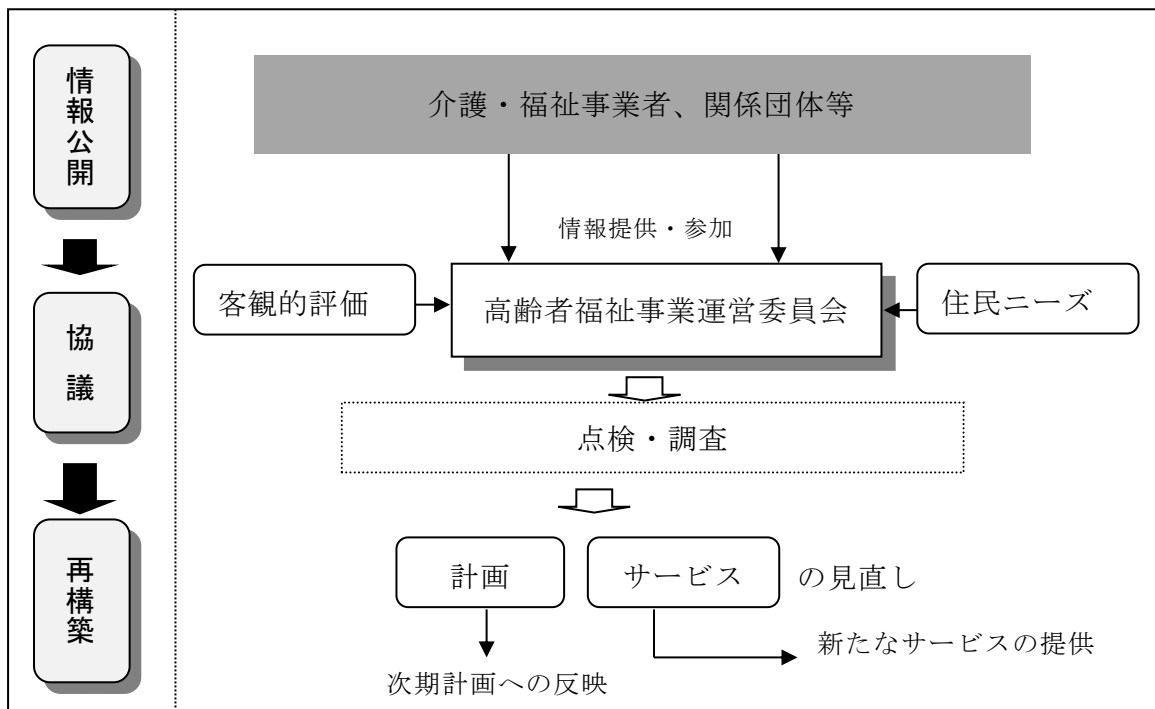 情報公開
協議
再構築
介護・福祉事業者、関係団体等
情報提供・参加
客観的評価
高齢者福祉事業運営委員会
住民ニーズ
点検・調査
計画
サービス
の見直し
新たなサービスの提供
次期計画への反映